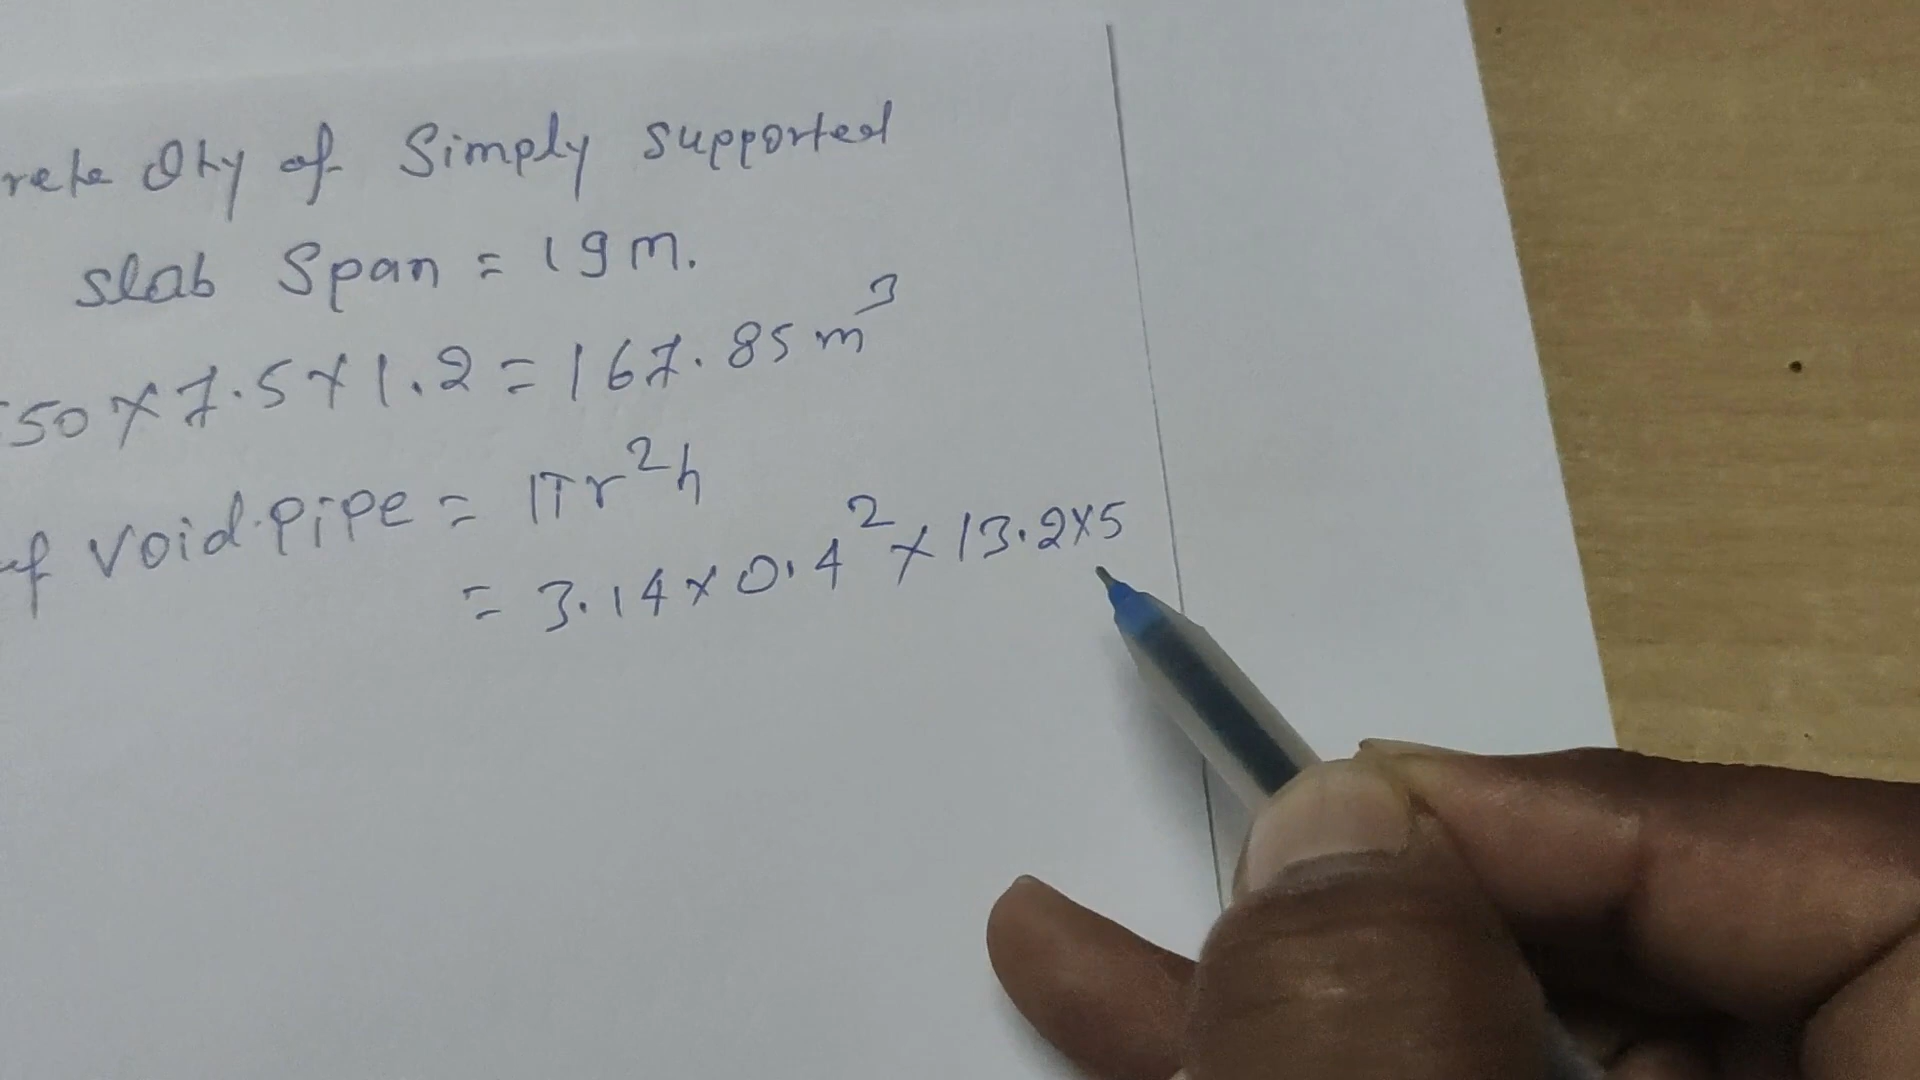 rete Qty of Simply supported
slab Span = 19m.
50 × 7.5 × 1.2 = 167.85 m³
of void pipe = πr²h
= 3.14 × 0.4² × 13.2×5